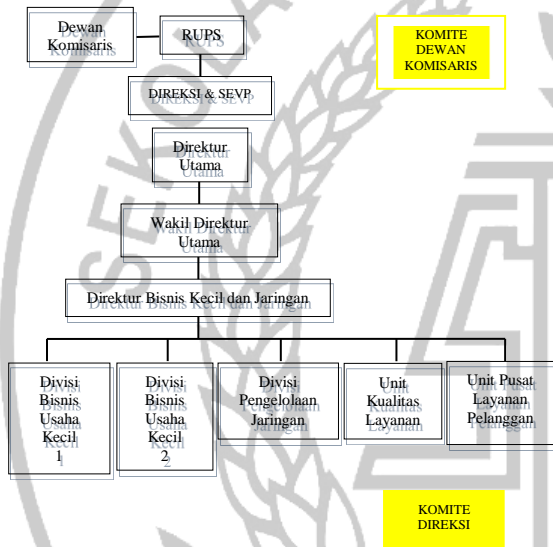 Dewan
Komisaris
RUPS
KOMITE
DEWAN
KOMISARIS
DIREKSI & SEVP
Direktur
Utama
Wakil Direktur
Utama
Direktur Bisnis Kecil dan Jaringan
Divisi
Bisnis
Usaha
Kecil
1
Divisi
Bisnis
Usaha
Kecil
2
Divisi
Pengelolaan
Jaringan
Unit
Kualitas
Layanan
Unit Pusat
Layanan
Pelanggan
KOMITE
DIREKSI
SEKOLA